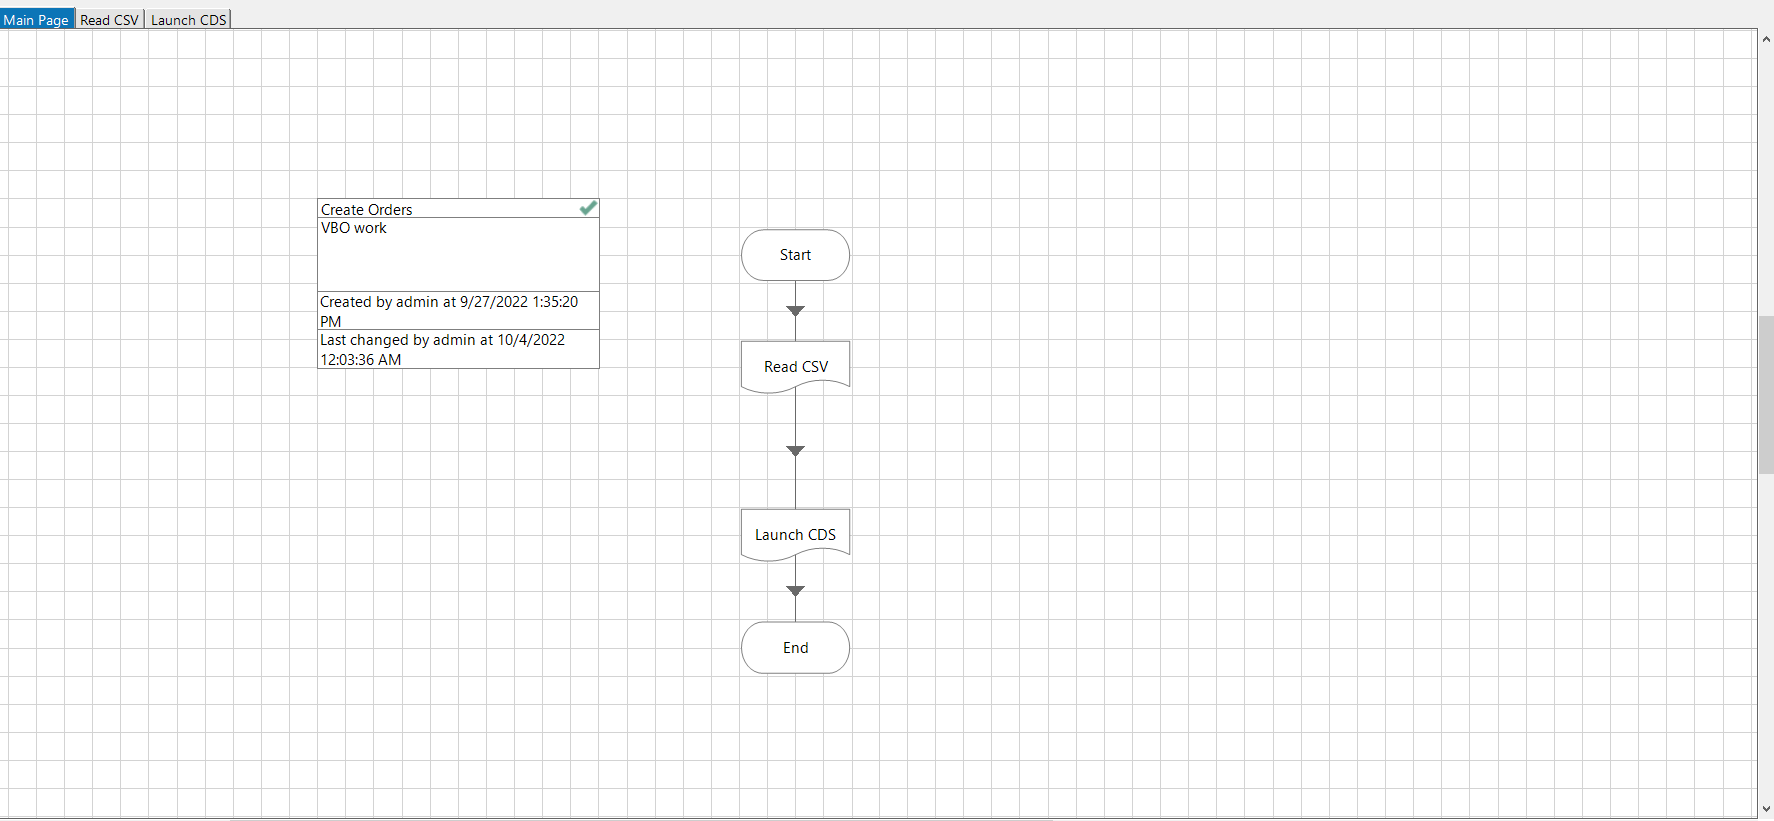 Main Page Read CSV Launch CDS
Create Orders
VBO work
Created by admin at 9/27/2022 1:35:20
PM
Last changed by admin at 10/4/2022
12:03:36 AM
Start
Read CSV
Launch CDS
End